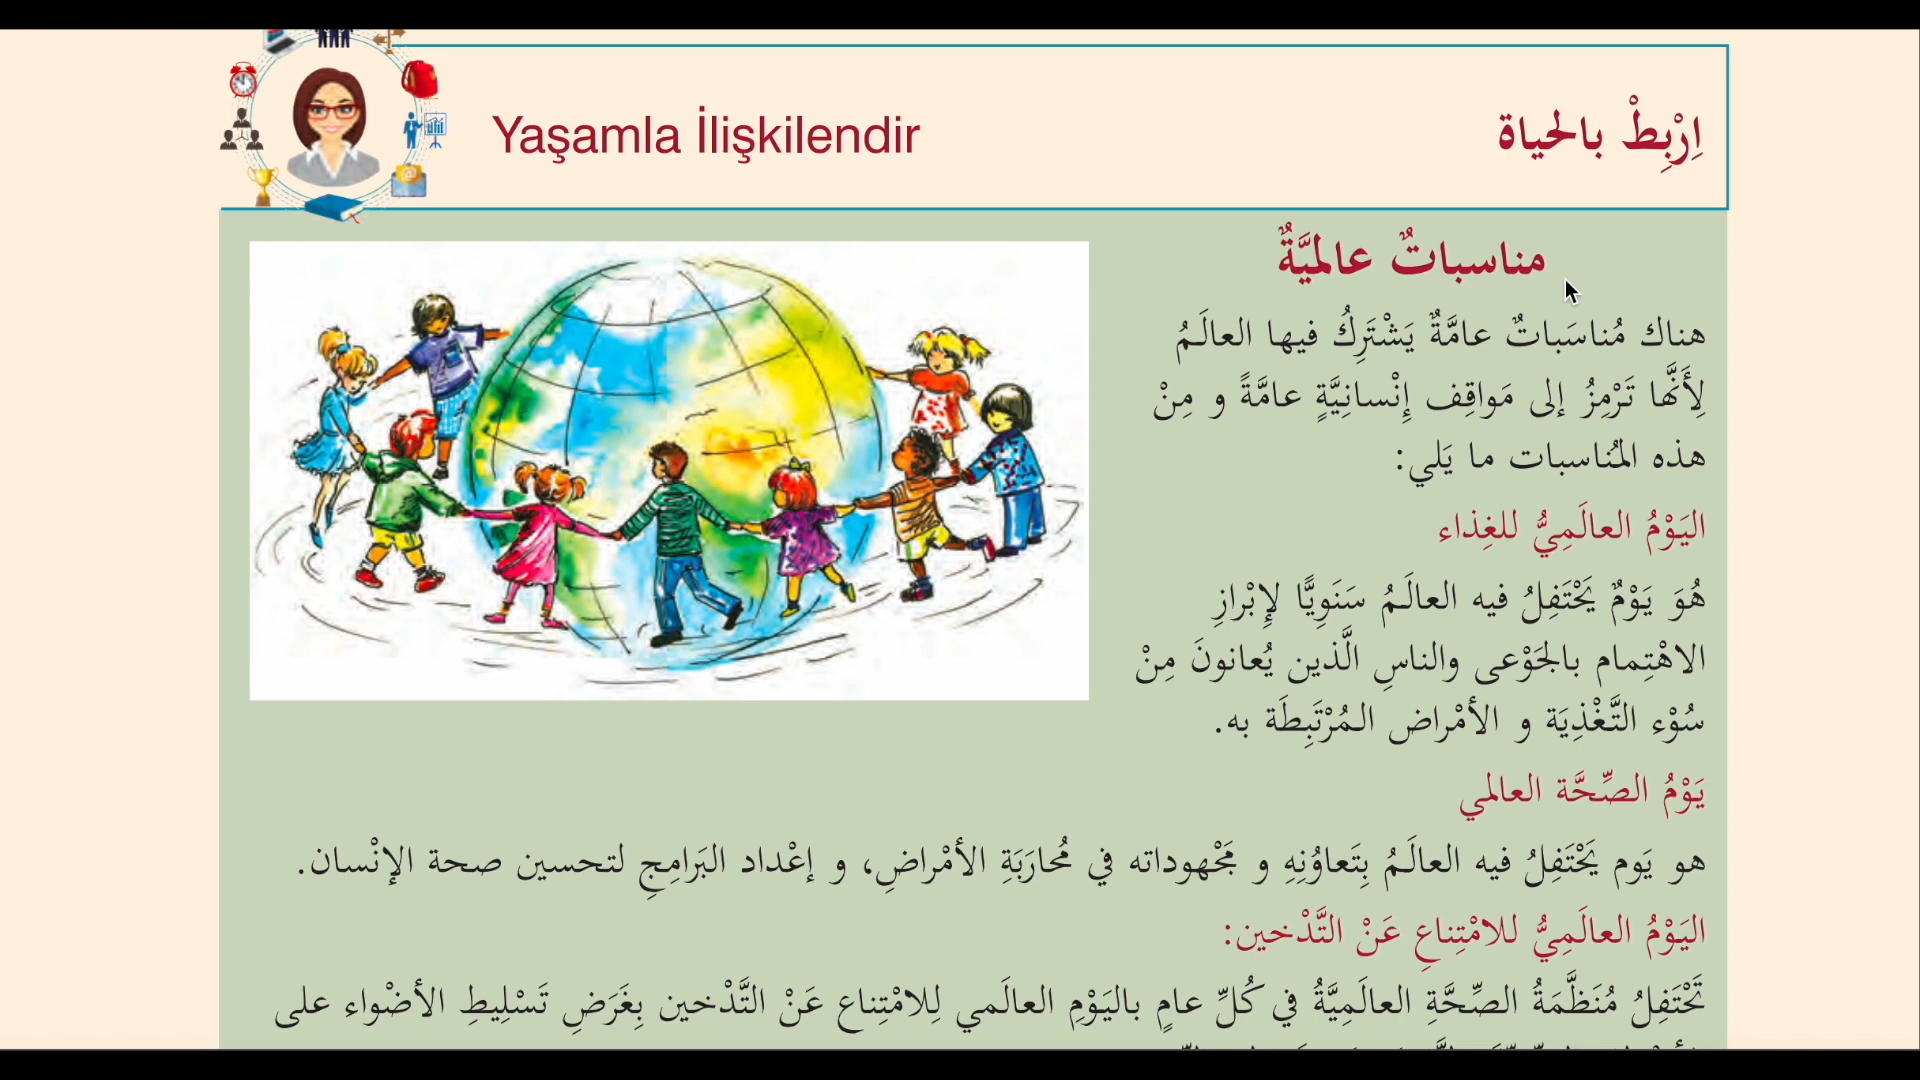 Yaşamla İlişkilendir
اِرْبِطْ بالحياة
مناسباتٌ عالميَّةٌ
هناك مُناسَباتٌ عامَّةٌ يَشْتَرِكُ فيها العالَمُ
لِأَنَّها تَرْمِزُ إلى مَواقِف إِنْسانِيَّةٍ عامَّةً و مِنْ
هذه المُناسبات ما يَلي:
اليَوْمُ العالَمِيُّ للغِذاء
هُوَ يَوْمٌ يَحْتَفِلُ فيه العالَمُ سَنَوِيًّا لإِبْرازِ
الاهْتِمام بالجَوْعى والناسِ الَّذين يُعانونَ مِنْ
سُوْء التَّغْذِيَة و الأمْراض المُرْتَبِطَة به.
يَوْمُ الصِّحَّة العالمي
هو يَوم يَحْتَفِلُ فيه العالَمُ بِتَعاوُنِهِ و مَجْهوداته في مُحارَبَةِ الأمْراضِ، و إعْداد البَرامِجِ لتحسين صحة الإنْسان.
اليَوْمُ العالَمِيُّ للامْتِناعِ عَنْ التَّدْخين:
تَحْتَفِلُ مُنَظَّمَةُ الصِّحَّةِ العالَمِيَّةُ في كُلِّ عامٍ باليَوْمِ العالَمي لِلامْتِناع عَنْ التَّدْخين بِغَرَضِ تَسْلِيطِ الأضْواء على